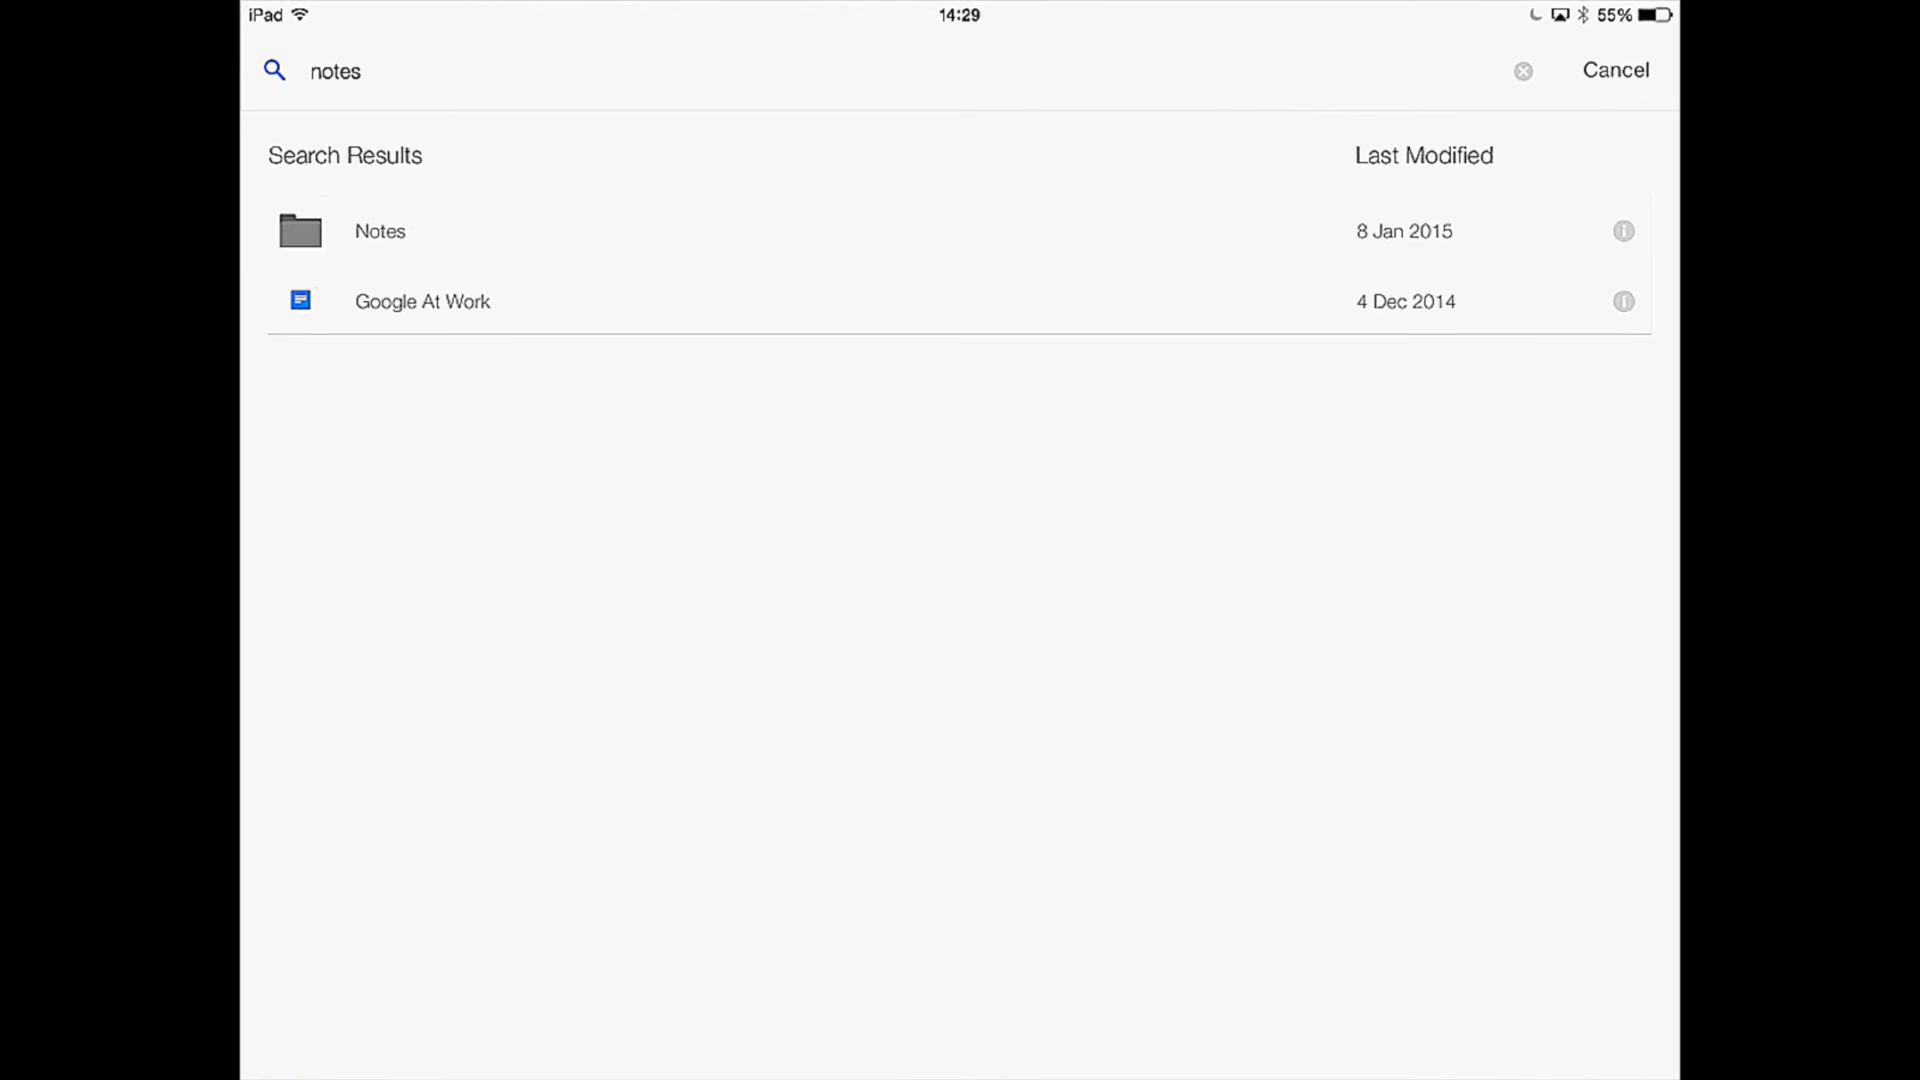 iPad 14:29 55%
notes Cancel
Search Results Last Modified
Notes 8 Jan 2015
Google At Work 4 Dec 2014